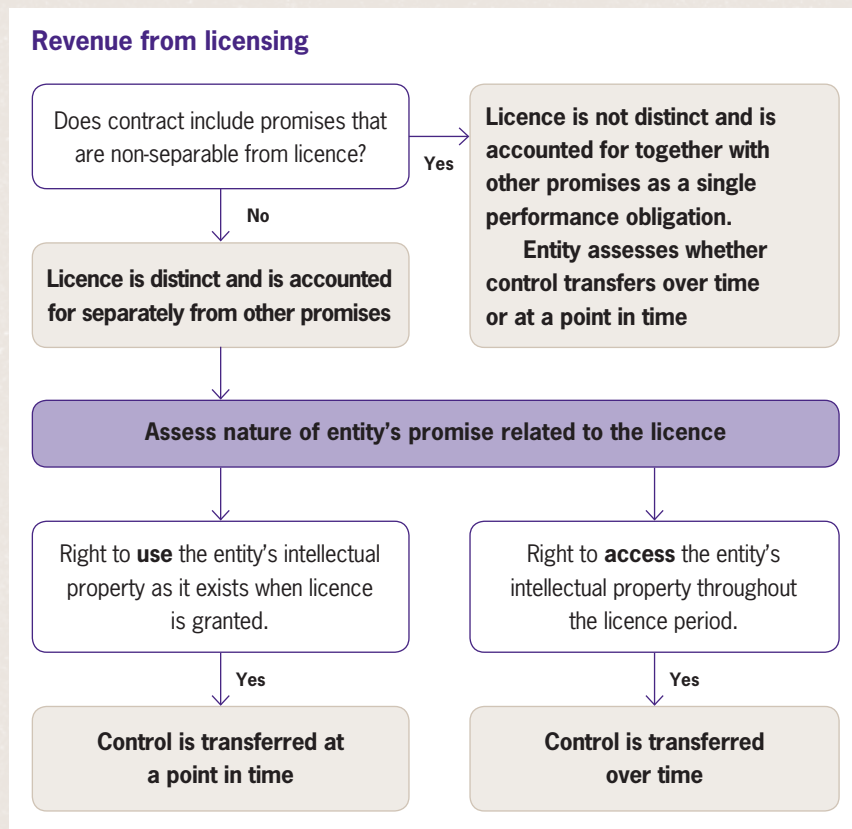 Revenue from licensing
Does contract include promises that
are non-separable from licence?
Yes
Licence is not distinct and is
accounted for together with
other promises as a single
performance obligation.
Entity assesses whether
control transfers over time
or at a point in time
No
Licence is distinct and is accounted
for separately from other promises
Assess nature of entity’s promise related to the licence
Right to use the entity’s intellectual
property as it exists when licence
is granted.
Right to access the entity’s
intellectual property throughout
the licence period.
Yes
Yes
Control is transferred at
a point in time
Control is transferred
over time